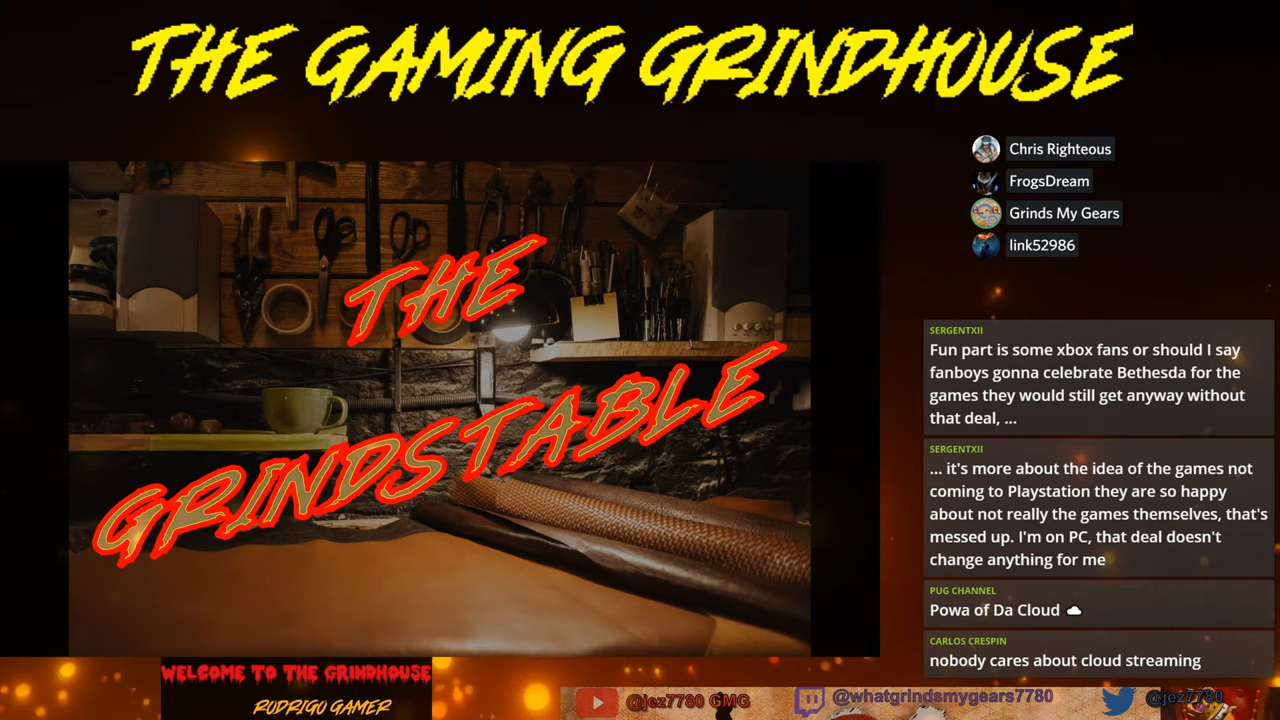 THE GAMING GRINDHOUSE
Chris Righteous
FrogsDream
Grinds My Gears
link52986
THE
GRINDSTABLE
SERGENTXII
Fun part is some xbox fans or should I say
fanboys gonna celebrate Bethesda for the
games they would still get anyway without
that deal, ...
SERGENTXII
... it's more about the idea of the games not
coming to Playstation they are so happy
about not really the games themselves, that's
messed up. I'm on PC, that deal doesn't
change anything for me
PUG CHANNEL
Powa of Da Cloud ☁
CARLOS CRESPIN
nobody cares about cloud streaming
WELCOME TO THE GRINDHOUSE
RODRIGO GAMER
@jez7780 GMG
@whatgrindsmygears7780
@jez7780